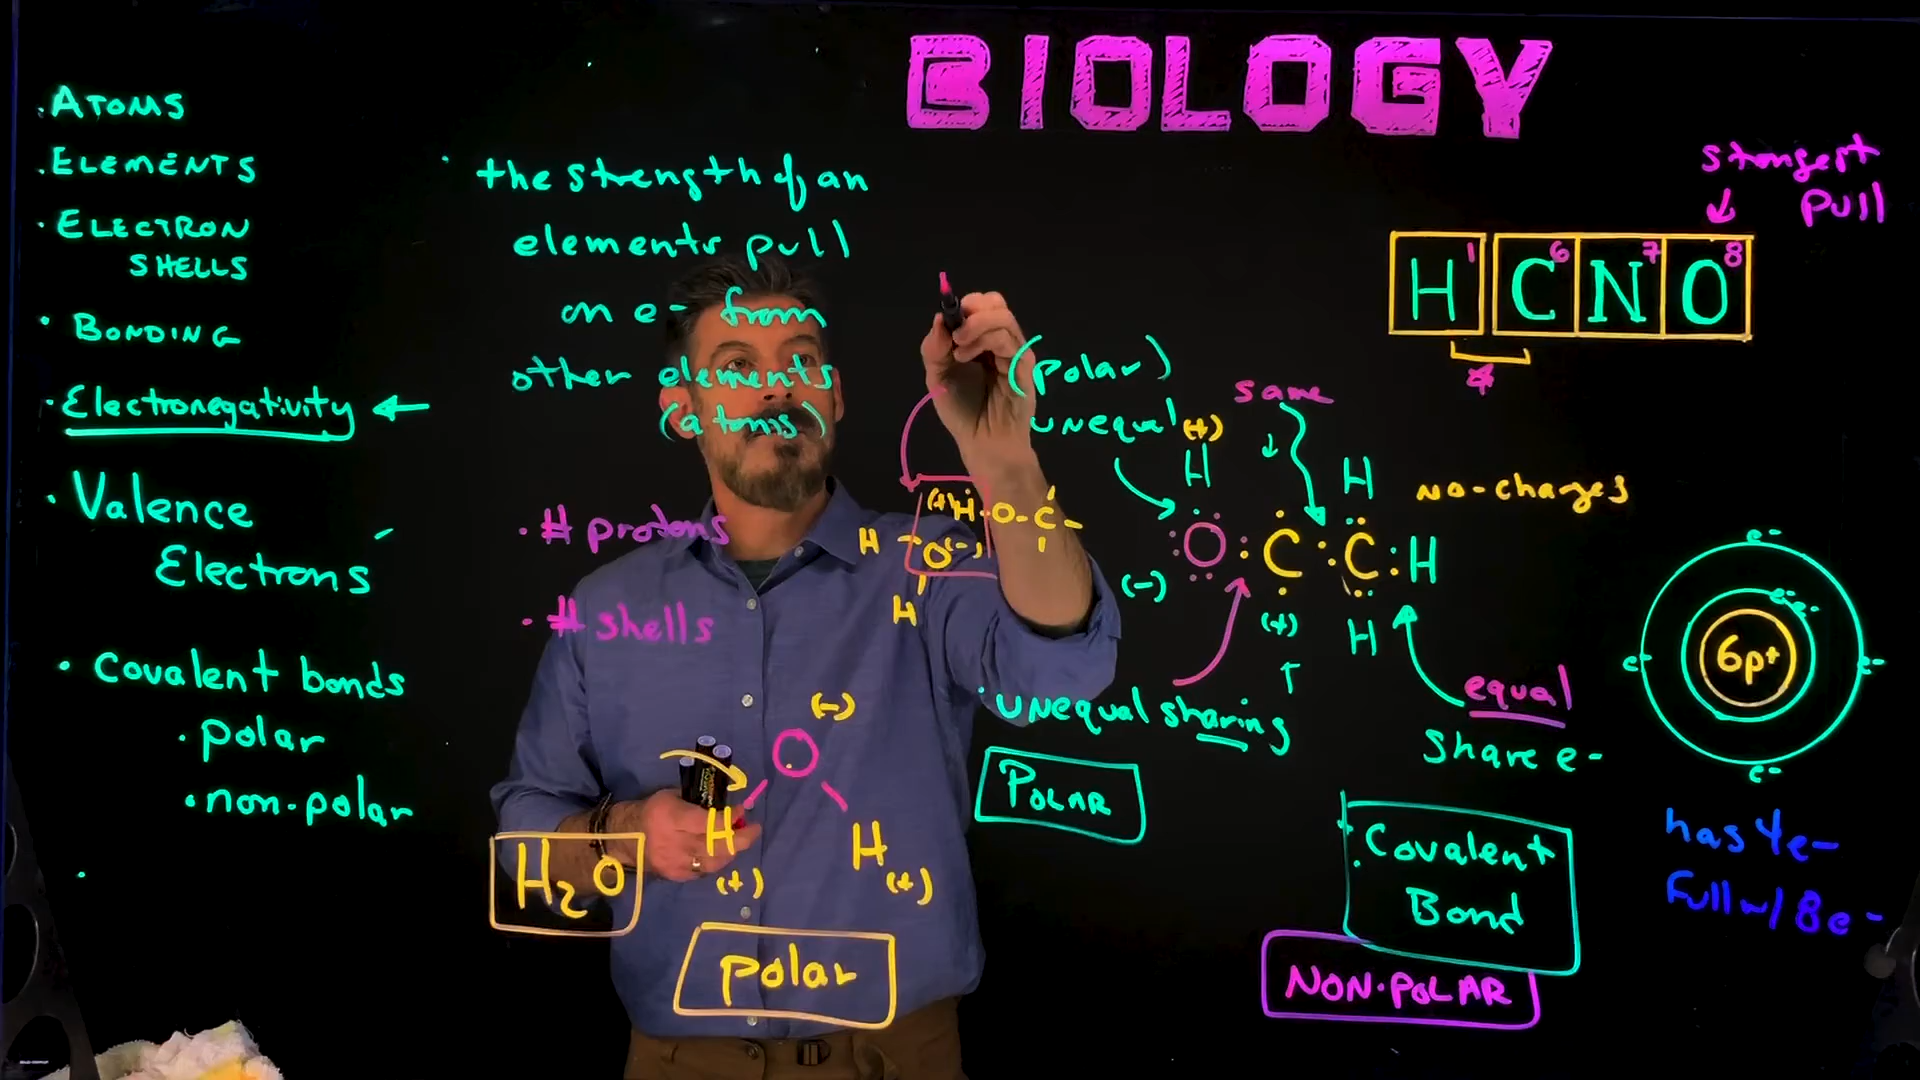 BIOLOGY
. ATOMS
. ELEMENTS
. ELECTRON
SHELLS
. BONDING
. Electronegativity ←
. Valence
Electrons
. Covalent bonds
. polar
. non-polar
. the strength of an
elements pull
on e- from
other elements
(atoms)
. # protons
. # shells
H2O
O (-)
H H
(+) (+)
polar
(+)H O-C-
H O(-)
H
(polar)
unequal
same
(+)
H H
O : C : C : H
(-) (+) H
no-charges
unequal sharing
POLAR
equal
share e-
Covalent
Bond
NON-POLAR
stongest
pull
H 1 C 6 N 7 O 8
*
e-
e- e-
e- 6p+ e-
e-
has 4e-
Full w/ 8e-